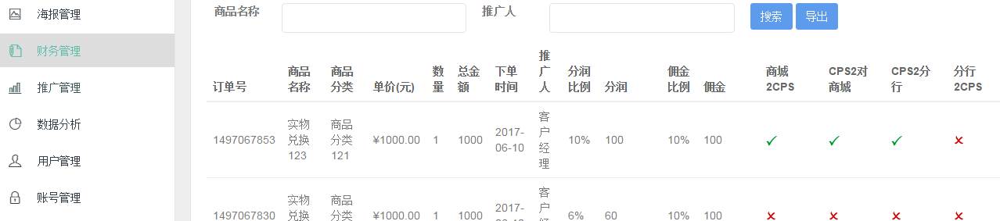 海报管理
财务管理
推广管理
数据分析
用户管理
账号管理
商品名称 推广人 搜索 导出
订单号 商品名称 商品分类 单价(元) 数量 总金额 下单时间 推广人 分润比例 分润 佣金比例 佣金 商城2CPS CPS2对商城 CPS2分行 分行2CPS
1497067853 实物兑换123 商品分类121 ¥1000.00 1 1000 2017-06-10 客户经理 10% 100 10% 100
1497067830 实物兑换 商品分类 ¥1000.00 1 1000 2017- 客户 6% 60 10% 100